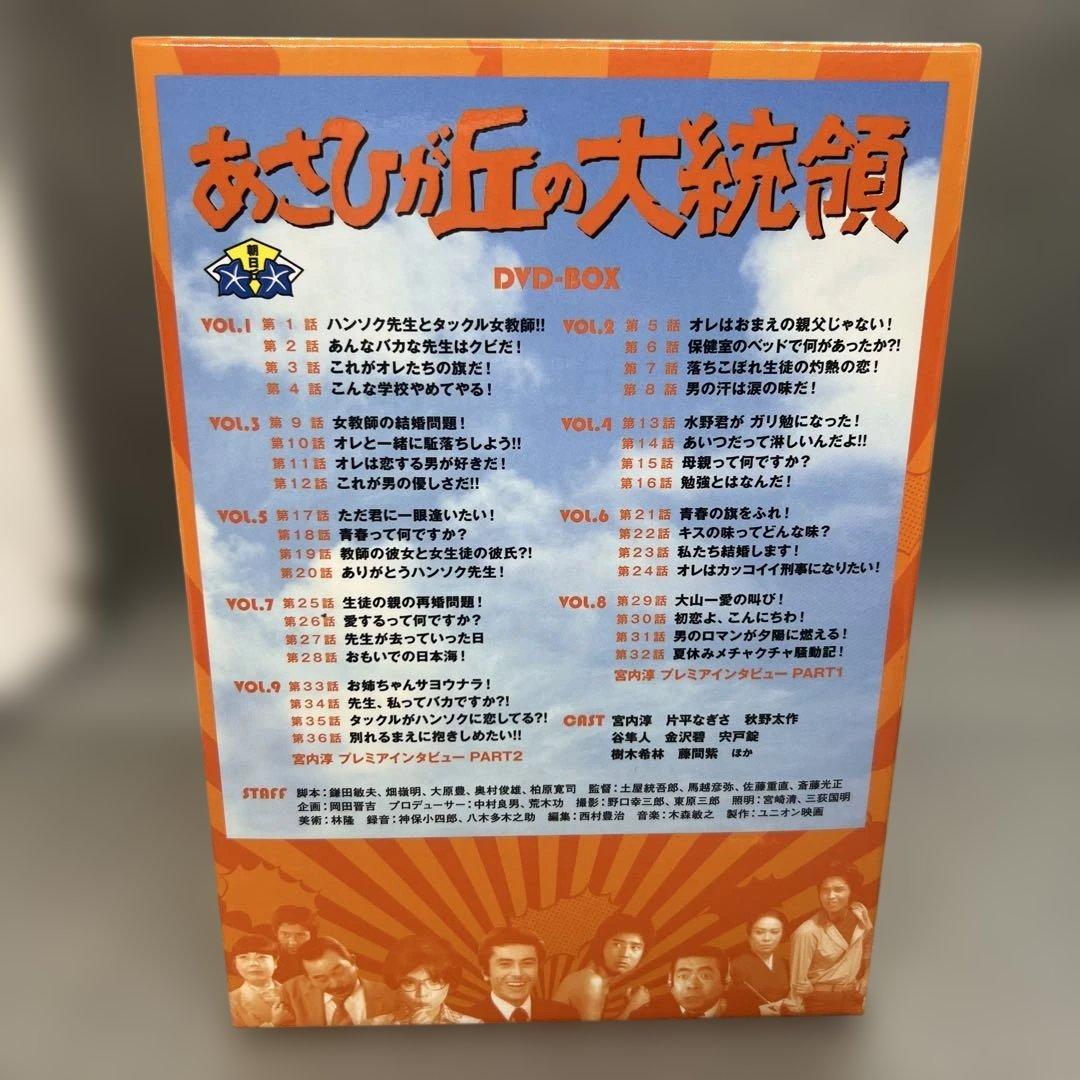 あさひが丘の大統領
朝日
DVD-BOX
VOL.1 第1話 ハンソク先生とタックル女教師!!
第2話 あんなバカな先生はクビだ!
第3話 これがオレたちの旗だ!
第4話 こんな学校やめてやる!
VOL.2 第5話 オレはおまえの親父じゃない!
第6話 保健室のベッドで何があったか?!
第7話 落ちこぼれ生徒の灼熱の恋!
第8話 男の汗は涙の味だ!
VOL.3 第9話 女教師の結婚問題!
第10話 オレと一緒に駈落ちしよう!!
第11話 オレは恋する男が好きだ!
第12話 これが男の優しさだ!!
VOL.4 第13話 水野君が ガリ勉になった!
第14話 あいつだって淋しいんだよ!!
第15話 母親って何ですか?
第16話 勉強とはなんだ!
VOL.5 第17話 ただ君に一眼逢いたい!
第18話 青春って何ですか?
第19話 教師の彼女と女生徒の彼氏?!
第20話 ありがとうハンソク先生!
VOL.6 第21話 青春の旗をふれ!
第22話 キスの味ってどんな味?
第23話 私たち結婚します!
第24話 オレはカッコイイ刑事になりたい!
VOL.7 第25話 生徒の親の再婚問題!
第26話 愛するって何ですか?
第27話 先生が去っていった日
第28話 おもいでの日本海!
VOL.8 第29話 大山一愛の叫び!
第30話 初恋よ、こんにちわ!
第31話 男のロマンが夕陽に燃える!
第32話 夏休みメチャクチャ騒動記!
宮内淳 プレミアインタビュー PART1
VOL.9 第33話 お姉ちゃんサヨウナラ!
第34話 先生、私ってバカですか?!
第35話 タックルがハンソクに恋してる?!
第36話 別れるまえに抱きしめたい!!
宮内淳 プレミアインタビュー PART2
CAST 宮内淳 片平なぎさ 秋野太作
谷隼人 金沢碧 宍戸錠
樹木希林 藤間紫 ほか
STAFF 脚本:鎌田敏夫、畑嶺明、大原豊、奥村俊雄、柏原寛司 監督:土屋統吾郎、馬越彦弥、佐藤重直、斎藤光正
企画:岡田晋吉 プロデューサー:中村良男、荒木功 撮影:野口幸三郎、東原三郎 照明:宮崎清、三荻国明
美術:林隆 録音:神保小四郎、八木多木之助 編集:西村豊治 音楽:木森敏之 製作:ユニオン映画